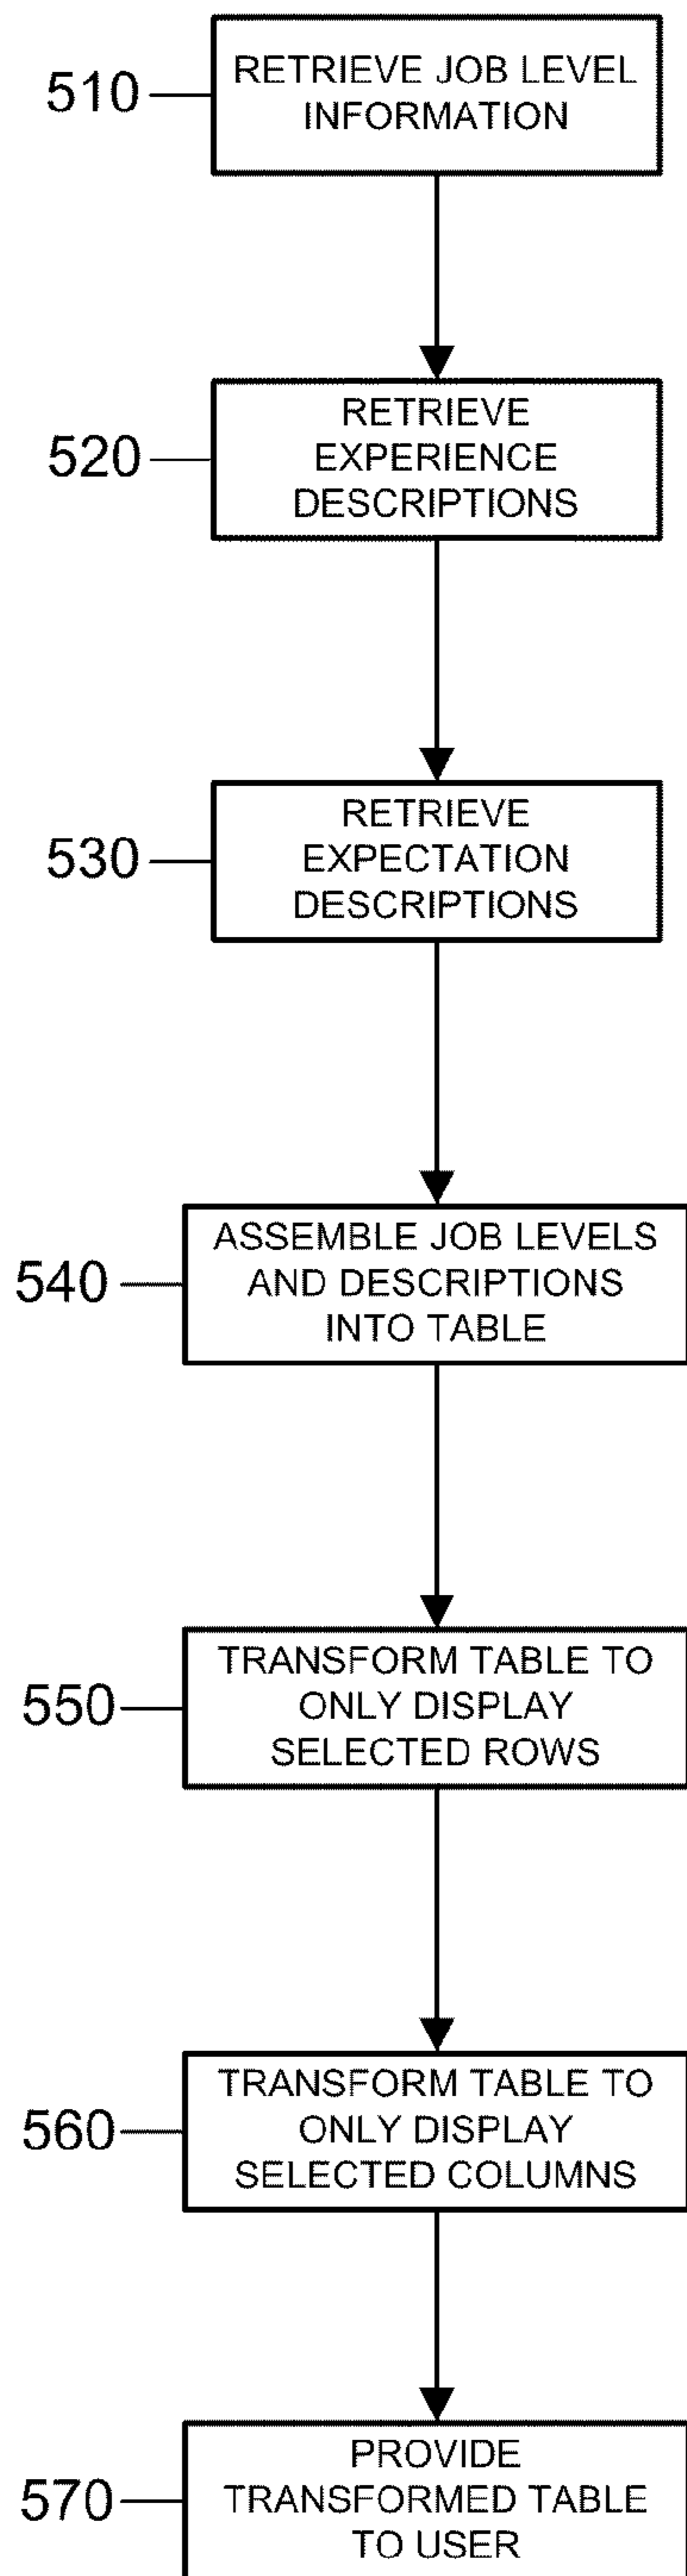 510
RETRIEVE JOB LEVEL
INFORMATION
520
RETRIEVE
EXPERIENCE
DESCRIPTIONS
530
RETRIEVE
EXPECTATION
DESCRIPTIONS
540
ASSEMBLE JOB LEVELS
AND DESCRIPTIONS
INTO TABLE
550
TRANSFORM TABLE TO
ONLY DISPLAY
SELECTED ROWS
560
TRANSFORM TABLE TO
ONLY DISPLAY
SELECTED COLUMNS
570
PROVIDE
TRANSFORMED TABLE
TO USER